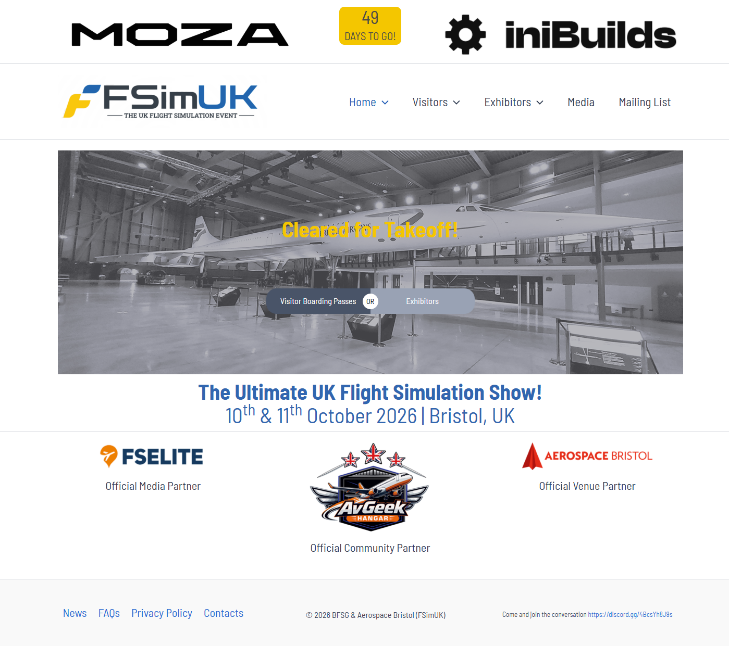 MOZA
49
DAYS TO GO!
iniBuilds
FSimUK
THE UK FLIGHT SIMULATION EVENT
Home
Visitors
Exhibitors
Media
Mailing List
Cleared for Takeoff!
Visitor Boarding Passes
OR
Exhibitors
The Ultimate UK Flight Simulation Show!
10th & 11th October 2026 | Bristol, UK
FSELITE
Official Media Partner
AvGeek
HANGAR
Official Community Partner
AEROSPACE BRISTOL
Official Venue Partner
News
FAQs
Privacy Policy
Contacts
© 2026 BFSG & Aerospace Bristol (FSimUK)
Come and join the conversation